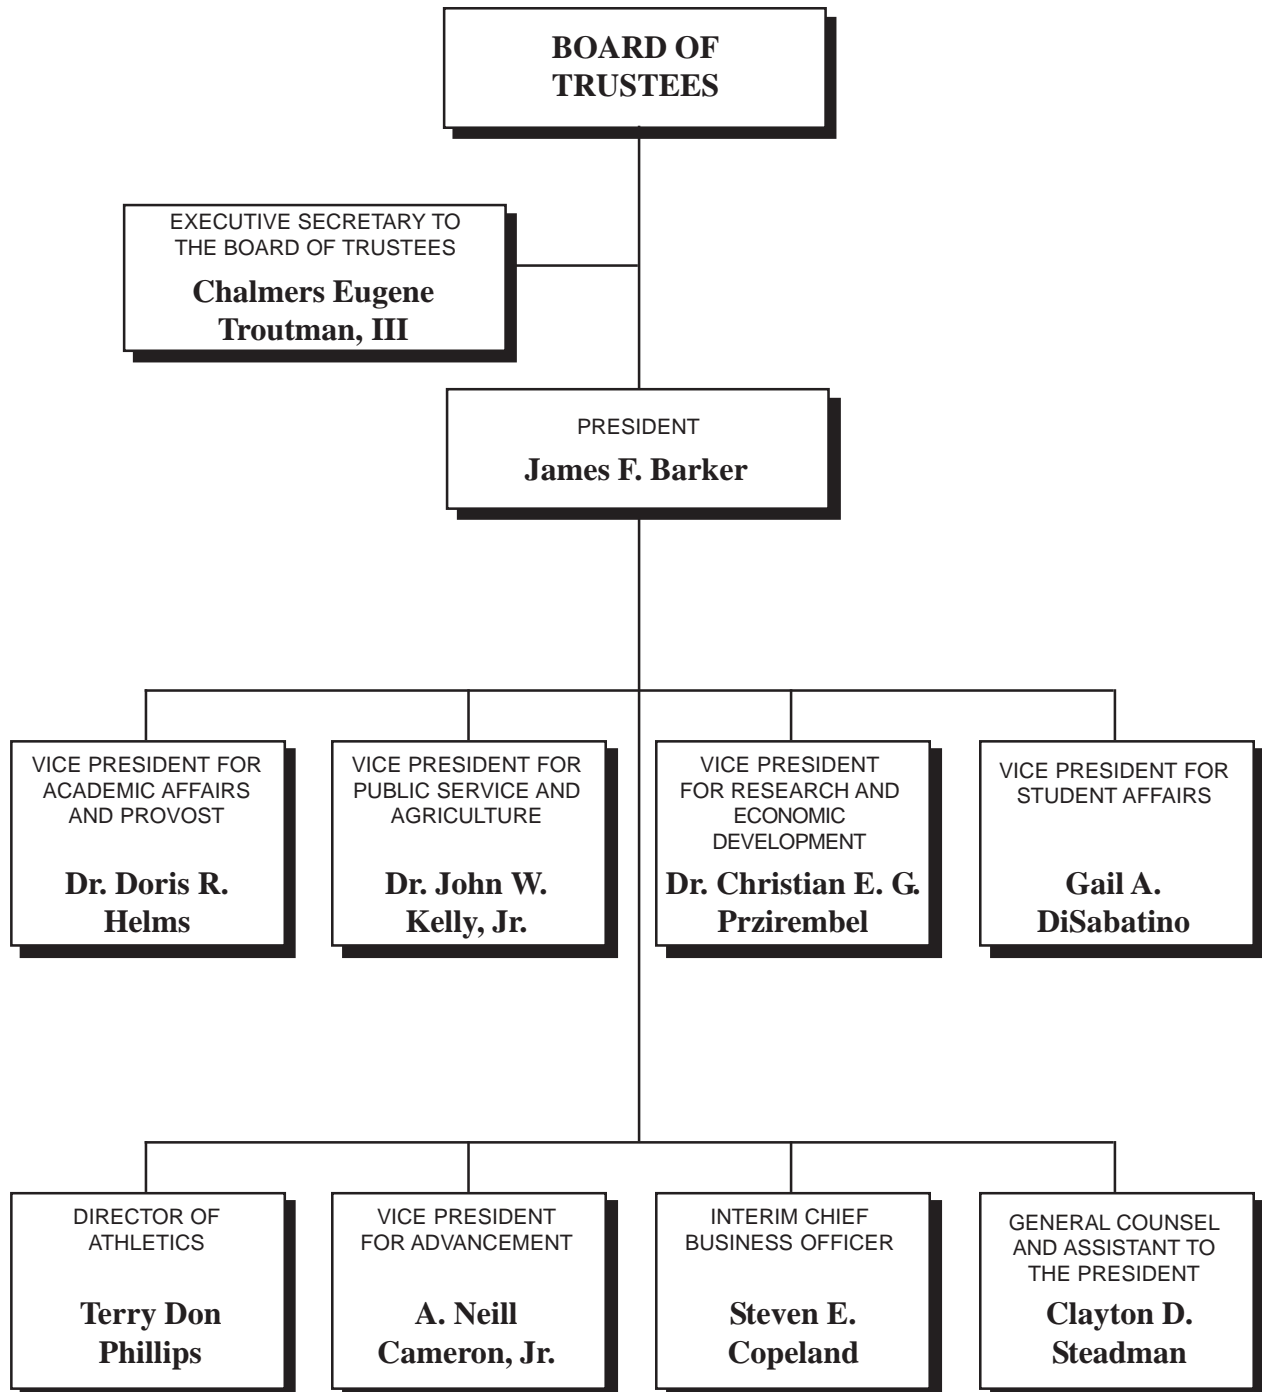 BOARD OF
TRUSTEES
EXECUTIVE SECRETARY TO
THE BOARD OF TRUSTEES
Chalmers Eugene
Troutman, III
PRESIDENT
James F. Barker
VICE PRESIDENT FOR
ACADEMIC AFFAIRS
AND PROVOST
Dr. Doris R.
Helms
VICE PRESIDENT FOR
PUBLIC SERVICE AND
AGRICULTURE
Dr. John W.
Kelly, Jr.
VICE PRESIDENT
FOR RESEARCH AND
ECONOMIC
DEVELOPMENT
Dr. Christian E. G.
Przirembel
VICE PRESIDENT FOR
STUDENT AFFAIRS
Gail A.
DiSabatino
DIRECTOR OF
ATHLETICS
Terry Don
Phillips
VICE PRESIDENT
FOR ADVANCEMENT
A. Neill
Cameron, Jr.
INTERIM CHIEF
BUSINESS OFFICER
Steven E.
Copeland
GENERAL COUNSEL
AND ASSISTANT TO
THE PRESIDENT
Clayton D.
Steadman